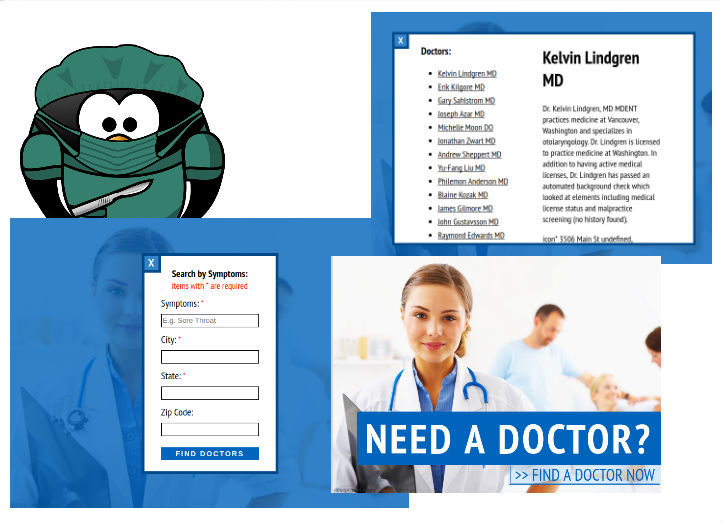 X
Doctors:
Kelvin Lindgren MD
Erik Kilgore MD
Gary Sahlstrom MD
Joseph Azar MD
Michelle Moon DO
Jonathan Zwart MD
Andrew Sheppert MD
Yu-Fang Liu MD
Philemon Anderson MD
Blaine Kozak MD
James Gilmore MD
John Gustavsson MD
Raymond Edwards MD
Kelvin Lindgren
MD
Dr. Kelvin Lindgren, MD MDENT
practices medicine at Vancouver,
Washington and specializes in
otolaryngology. Dr. Lindgren is licensed
to practice medicine at Washington. In
addition to having active medical
licenses, Dr. Lindgren has passed an
automated background check which
looked at elements including medical
license status and malpractice
screening (no history found).
icon" 3506 Main St undefined,
X
Search by Symptoms:
items with * are required
Symptoms: *
E.g. Sore Throat
City: *
State: *
Zip Code:
FIND DOCTORS
NEED A DOCTOR?
>> FIND A DOCTOR NOW